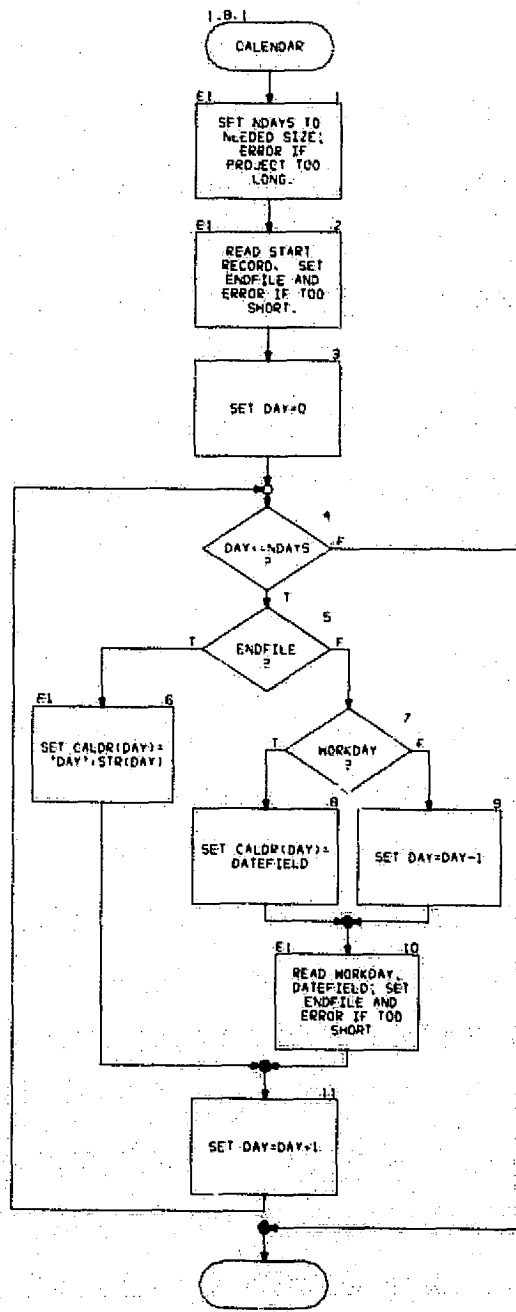 1.B.1
CALENDAR
E1 1
SET NDAYS TO
NEEDED SIZE;
ERROR IF
PROJECT TOO
LONG.
E1 2
READ START
RECORD. SET
ENDFILE AND
ERROR IF TOO
SHORT.
3
SET DAY=0
4
DAY<=NDAYS
?
F
T
5
ENDFILE
?
T
F
E1 6
SET CALDR(DAY)=
'DAY'+STR(DAY)
7
WORKDAY
?
T
F
8
SET CALDR(DAY)=
DATEFIELD
9
SET DAY=DAY-1
E1 10
READ WORKDAY,
DATEFIELD; SET
ENDFILE AND
ERROR IF TOO
SHORT
11
SET DAY=DAY+1